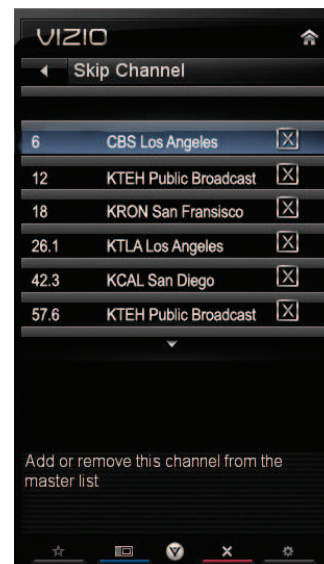 VIZIO
Skip Channel
6 CBS Los Angeles X
12 KTEH Public Broadcast X
18 KRON San Fransisco X
26.1 KTLA Los Angeles X
42.3 KCAL San Diego X
57.6 KTEH Public Broadcast X
Add or remove this channel from the
master list